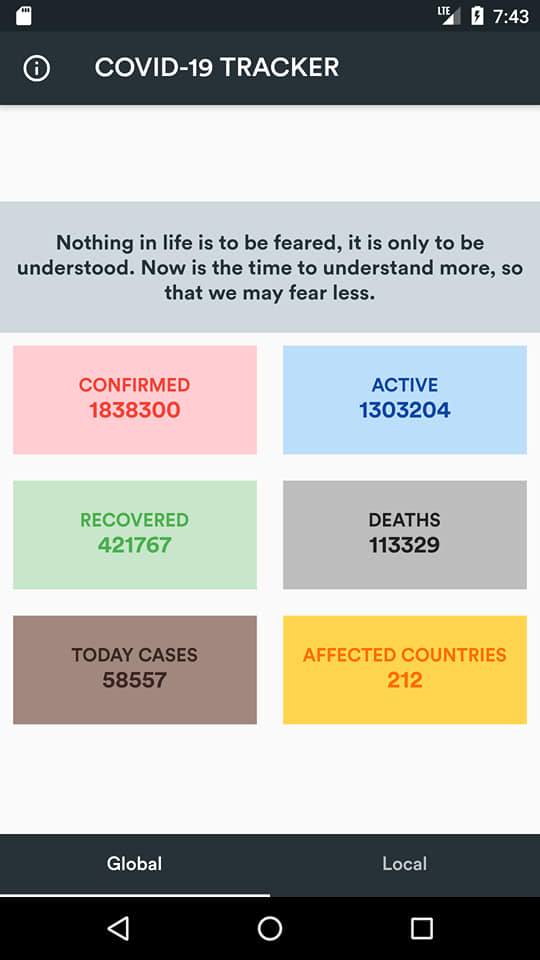 LTE 7:43
COVID-19 TRACKER
Nothing in life is to be feared, it is only to be
understood. Now is the time to understand more, so
that we may fear less.
CONFIRMED
1838300
ACTIVE
1303204
RECOVERED
421767
DEATHS
113329
TODAY CASES
58557
AFFECTED COUNTRIES
212
Global
Local